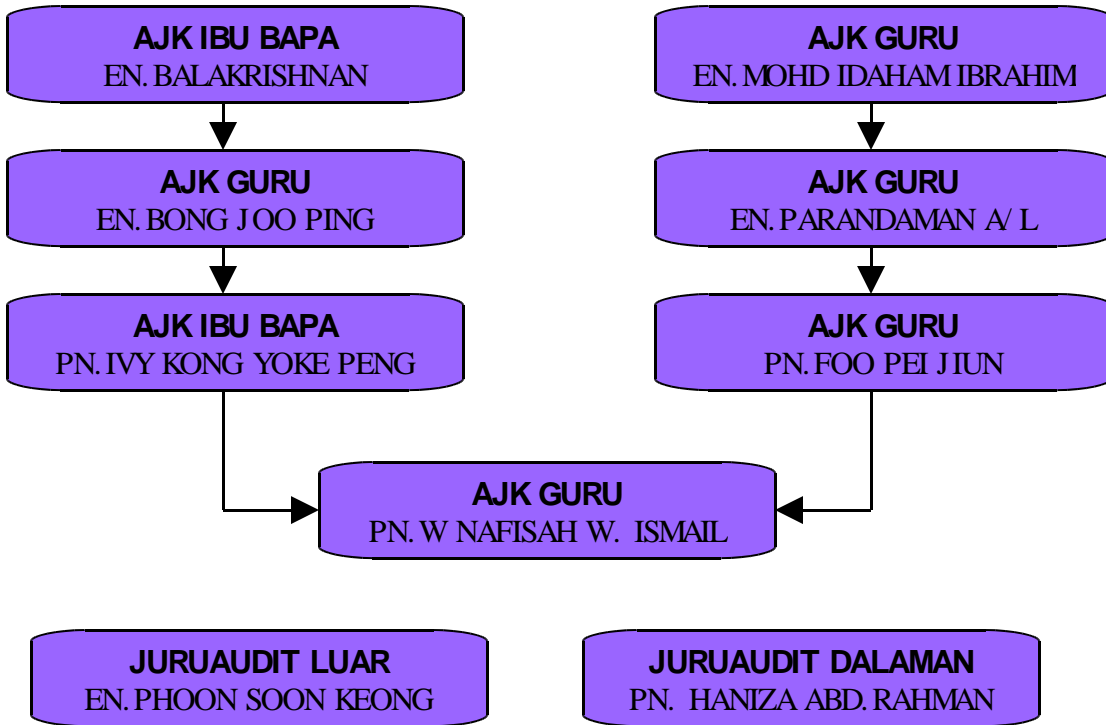 AJK IBU BAPA
EN. BALAKRISHNAN
AJK GURU
EN. MOHD IDAHAM IBRAHIM
AJK GURU
EN. BONG JOO PING
AJK GURU
EN. PARANDAMAN A/ L
AJK IBU BAPA
PN. IVY KONG YOKE PENG
AJK GURU
PN. FOO PEI JIUN
AJK GURU
PN. W NAFISAH W. ISMAIL
JURUAUDIT LUAR
EN. PHOON SOON KEONG
JURUAUDIT DALAMAN
PN. HANIZA ABD. RAHMAN